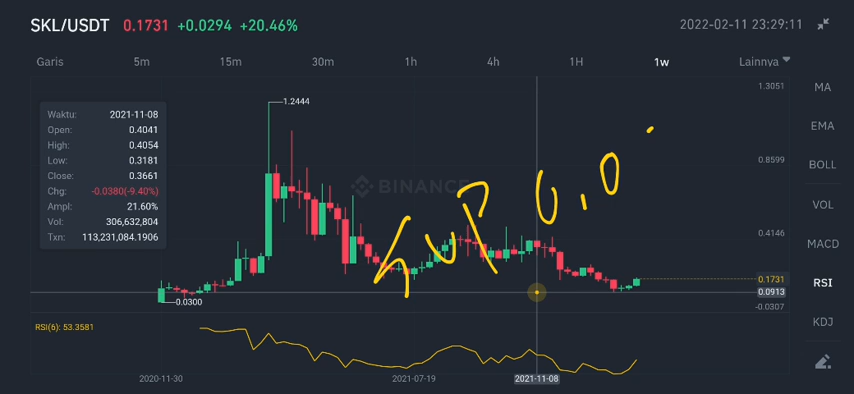 SKL/USDT 0.1731 +0.0294 +20.46% 2022-02-11 23:29:11
Garis 5m 15m 30m 1h 4h 1H 1w Lainnya
Waktu: 2021-11-08
Open: 0.4041
High: 0.4054
Low: 0.3181
Close: 0.3661
Chg: -0.0380(-9.40%)
Ampl: 21.60%
Vol: 306,632,804
Txn: 113,231,084.1906
1.2444
0.0300
BINANCE
1.3051
0.8599
0.4146
0.1731
0.0913
-0.0307
RSI(6): 53.3581
2020-11-30 2021-07-19 2021-11-08
MA
EMA
BOLL
VOL
MACD
RSI
KDJ